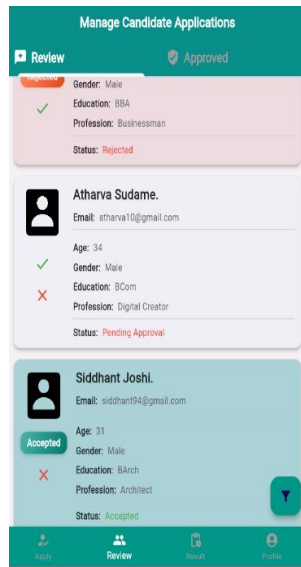 Manage Candidate Applications
Review
Approved
Rejected
Gender: Male
Education: BBA
Profession: Businessman
Status: Rejected
Atharva Sudame.
Email: atharva10@gmail.com
Age: 34
Gender: Male
Education: BCom
Profession: Digital Creator
Status: Pending Approval
Siddhant Joshi.
Email: siddhant94@gmail.com
Accepted
Age: 31
Gender: Male
Education: BArch
Profession: Architect
Status: Accepted
Apply
Review
Result
Profile